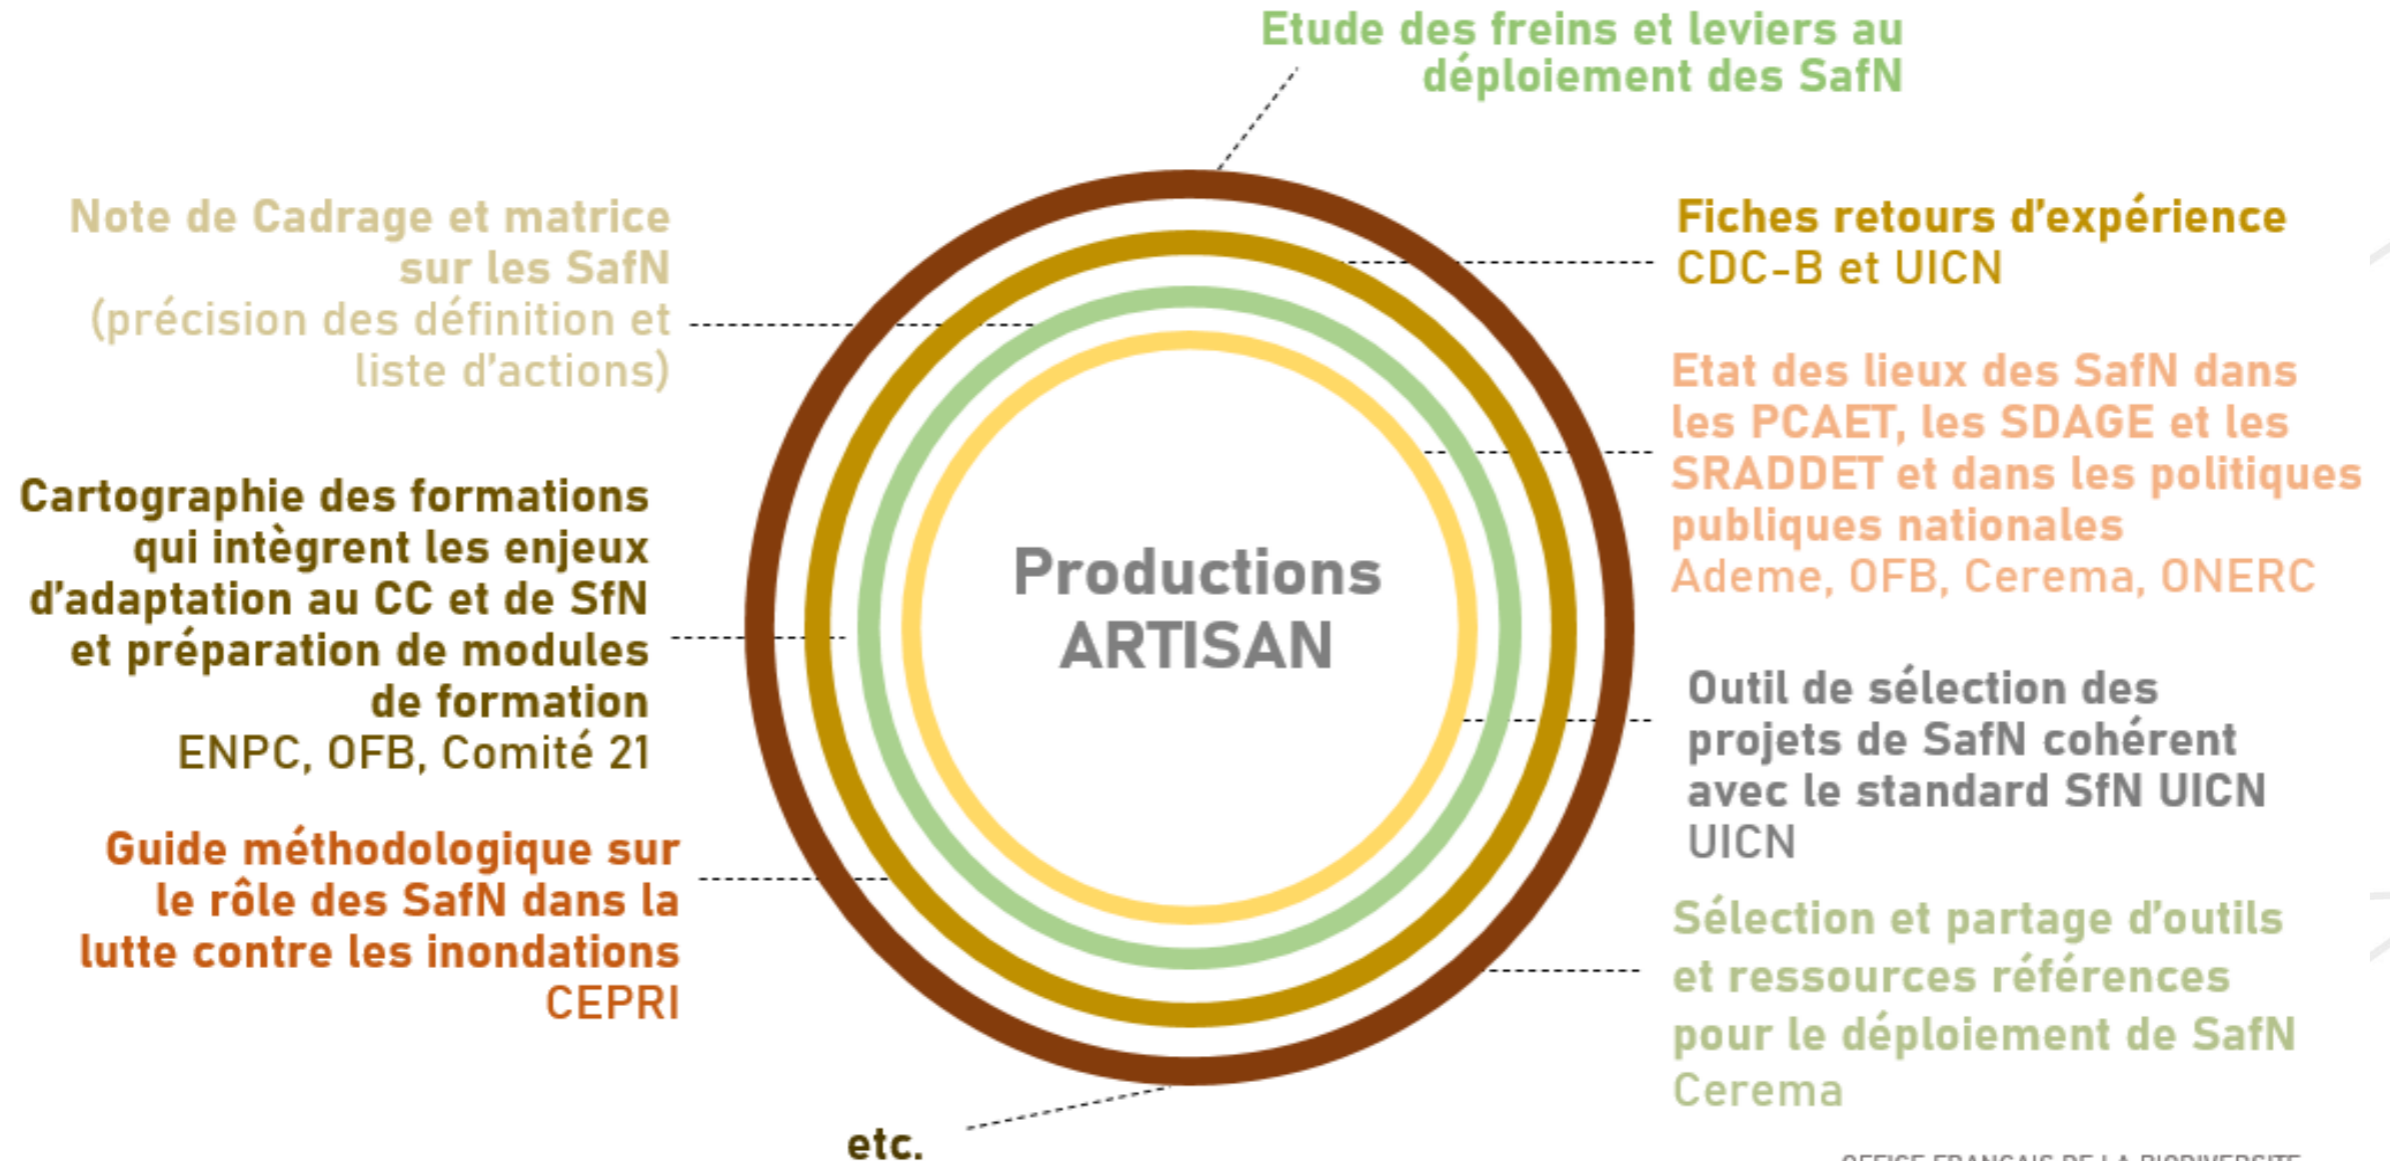 Etude des freins et leviers au
déploiement des SafN
Note de Cadrage et matrice
sur les SafN
(précision des définition et
liste d'actions)
Cartographie des formations
qui intègrent les enjeux
d'adaptation au CC et de SfN
et préparation de modules
de formation
ENPC, OFB, Comité 21
Guide méthodologique sur
le rôle des SafN dans la
lutte contre les inondations
CEPRI
etc.
Productions
ARTISAN
Fiches retours d'expérience
CDC-B et UICN
Etat des lieux des SafN dans
les PCAET, les SDAGE et les
SRADDET et dans les politiques
publiques nationales
Ademe, OFB, Cerema, ONERC
Outil de sélection des
projets de SafN cohérent
avec le standard SfN UICN
UICN
Sélection et partage d'outils
et ressources références
pour le déploiement de SafN
Cerema
OFFICE FRANÇAIS DE LA BIODIVERSITE